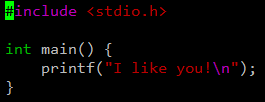 #include <stdio.h>

int main() {
    printf("I like you!\n");
}